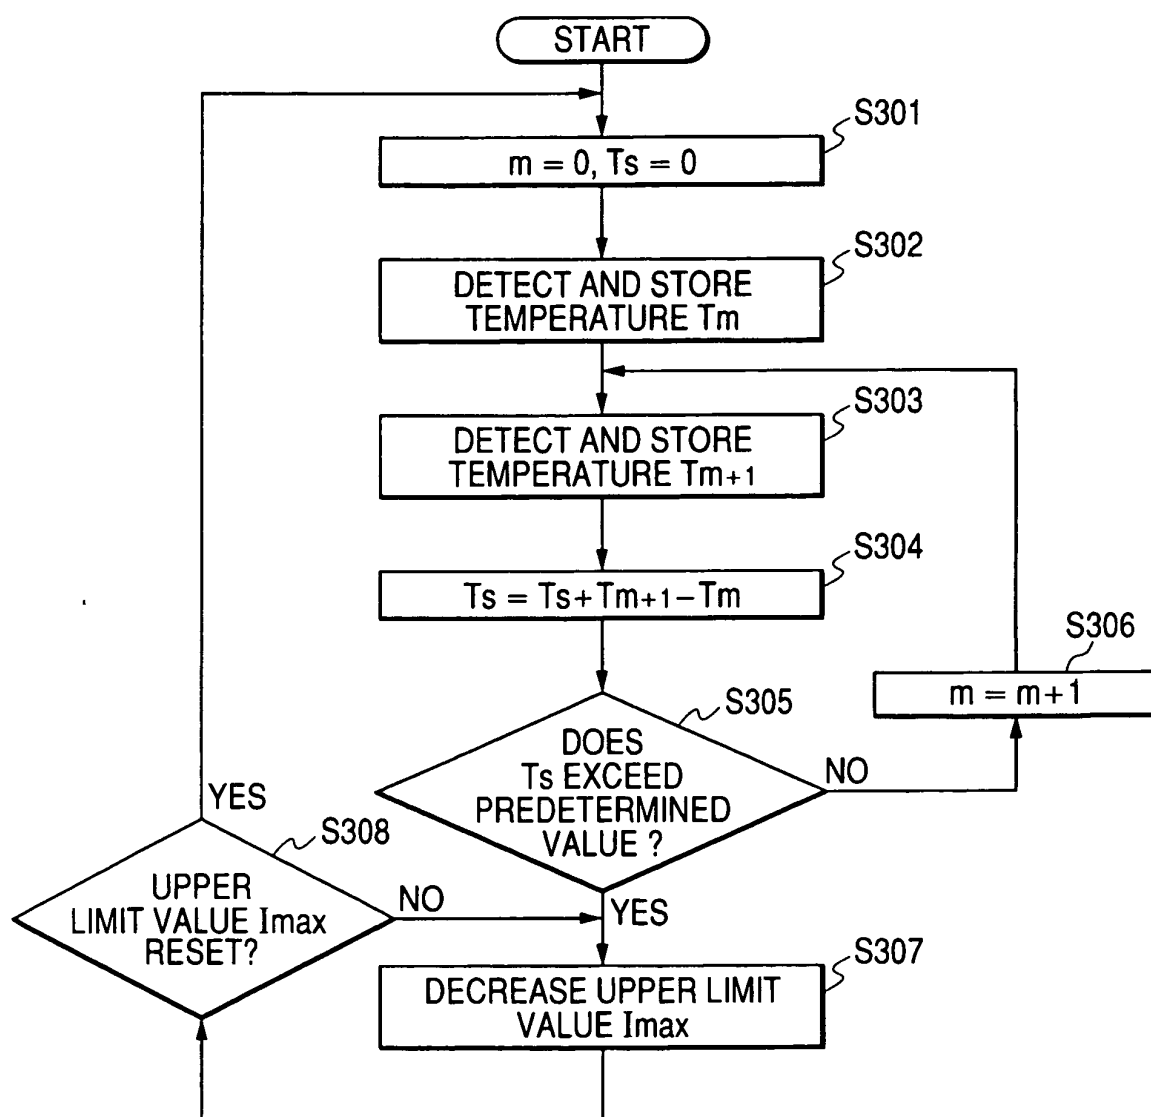 START
S301
m = 0, Ts = 0
S302
DETECT AND STORE
TEMPERATURE Tm
S303
DETECT AND STORE
TEMPERATURE Tm+1
S304
Ts = Ts+Tm+1−Tm
S306
m = m+1
S305
DOES
Ts EXCEED
PREDETERMINED
VALUE ?
NO
YES
YES
S308
UPPER
LIMIT VALUE Imax
RESET?
NO
S307
DECREASE UPPER LIMIT
VALUE Imax